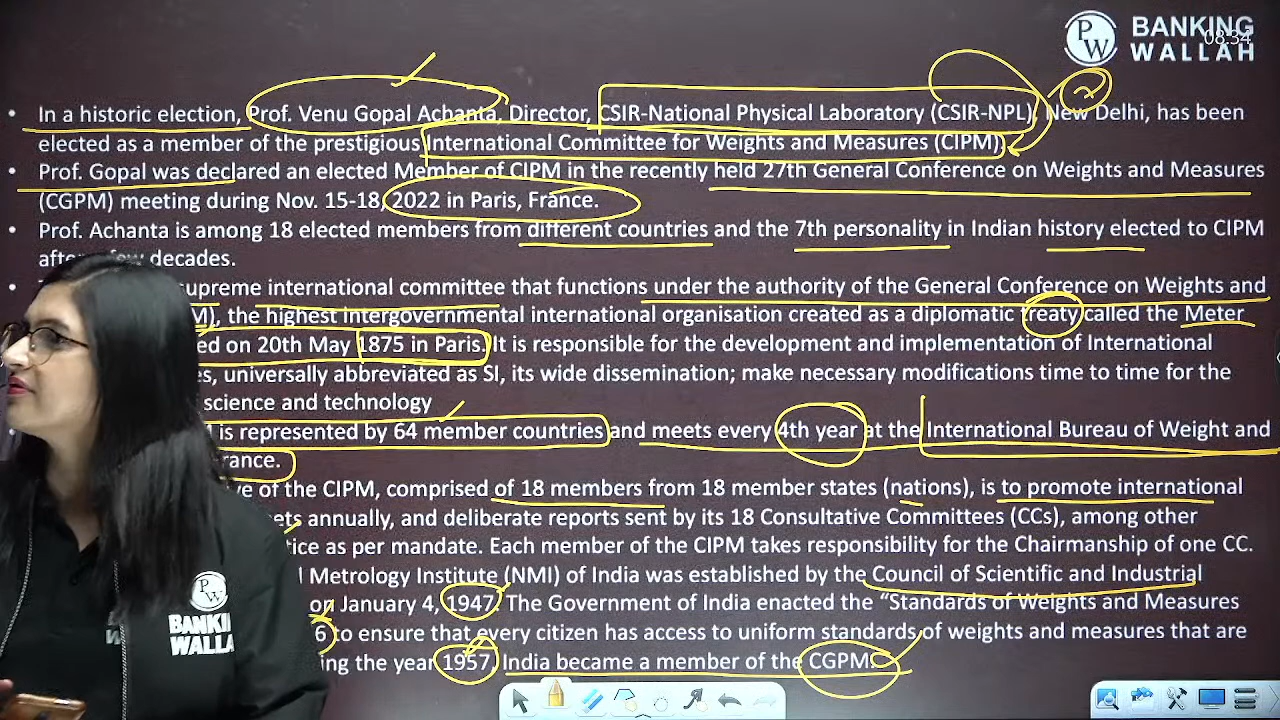 BANKING
WALLAH
PW
08:34
• In a historic election, Prof. Venu Gopal Achanta, Director, CSIR-National Physical Laboratory (CSIR-NPL), New Delhi, has been
elected as a member of the prestigious International Committee for Weights and Measures (CIPM)
• Prof. Gopal was declared an elected Member of CIPM in the recently held 27th General Conference on Weights and Measures
(CGPM) meeting during Nov. 15-18, 2022 in Paris, France.
• Prof. Achanta is among 18 elected members from different countries and the 7th personality in Indian history elected to CIPM
after few decades.
supreme international committee that functions under the authority of the General Conference on Weights and
M), the highest intergovernmental international organisation created as a diplomatic treaty called the Meter
ed on 20th May 1875 in Paris. It is responsible for the development and implementation of International
es, universally abbreviated as SI, its wide dissemination; make necessary modifications time to time for the
science and technology
is represented by 64 member countries and meets every 4th year at the International Bureau of Weight and
rance.
ve of the CIPM, comprised of 18 members from 18 member states (nations), is to promote international
ets annually, and deliberate reports sent by its 18 Consultative Committees (CCs), among other
tice as per mandate. Each member of the CIPM takes responsibility for the Chairmanship of one CC.
l Metrology Institute (NMI) of India was established by the Council of Scientific and Industrial
on January 4, 1947. The Government of India enacted the “Standards of Weights and Measures
6 to ensure that every citizen has access to uniform standards of weights and measures that are
ing the year 1957, India became a member of the CGPM.
PW
BANKI
WALLA